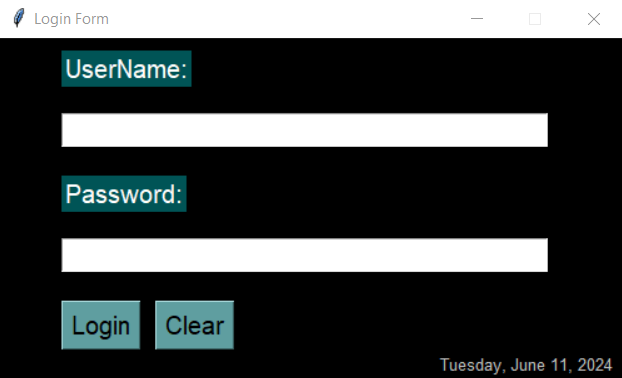 Login Form
UserName:
Password:
Login Clear
Tuesday, June 11, 2024